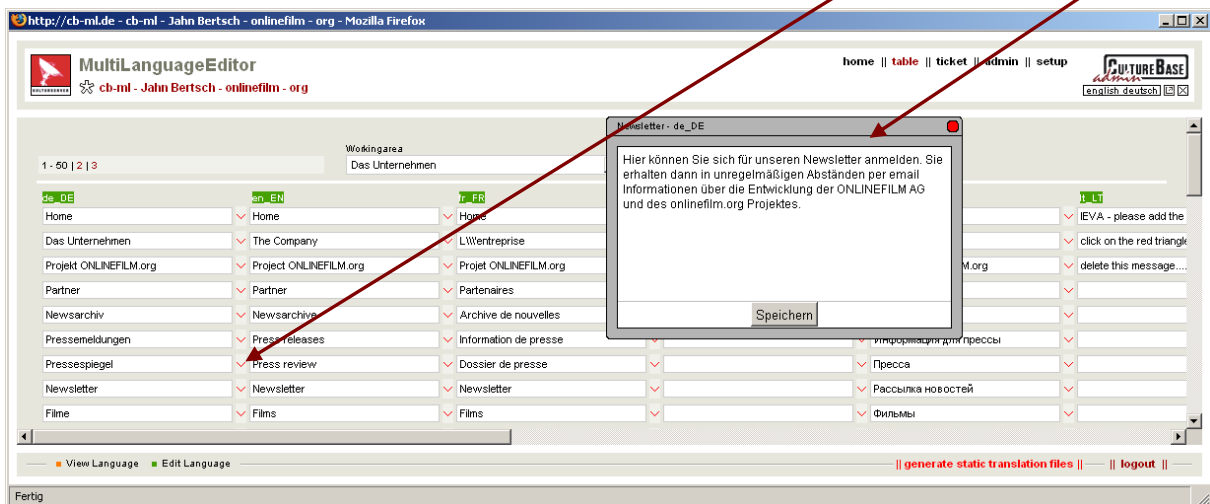 http://cb-ml.de - cb-ml - Jahn Bertsch - onlinefilm - org - Mozilla Firefox
MultiLanguageEditor
cb-ml - Jahn Bertsch - onlinefilm - org
home || table || ticket || admin || setup
CULTUREBASE
admin
english deutsch
Newsletter - de_DE
Hier können Sie sich für unseren Newsletter anmelden. Sie
erhalten dann in unregelmäßigen Abständen per email
Informationen über die Entwicklung der ONLINEFILM AG
und des onlinefilm.org Projektes.
Speichern
Workingarea
1 - 50 | 2 | 3 Das Unternehmen
de_DE en_EN fr_FR lt_LT
Home Home Home IEVA - please add the
Das Unternehmen The Company L\\\'entreprise click on the red triangle
Projekt ONLINEFILM.org Project ONLINEFILM.org Projet ONLINEFILM.org M.org delete this message....
Partner Partner Partenaires
Newsarchiv Newsarchive Archive de nouvelles
Pressemeldungen Press releases Information de presse Информация для прессы
Pressespiegel Press review Dossier de presse Пресса
Newsletter Newsletter Newsletter Рассылка новостей
Filme Films Films Фильмы
View Language Edit Language || generate static translation files || || logout ||
Fertig